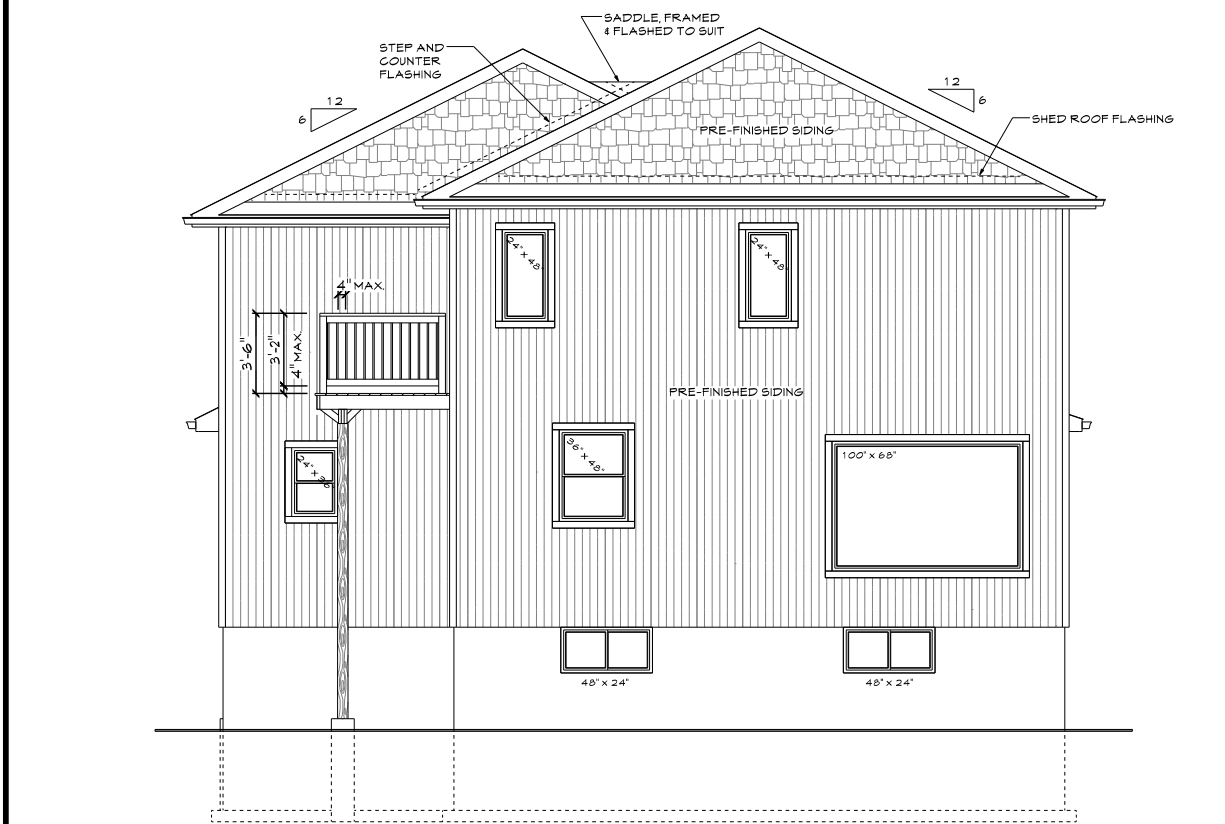 SADDLE, FRAMED
& FLASHED TO SUIT
STEP AND
COUNTER
FLASHING
12
6
12
6
SHED ROOF FLASHING
PRE-FINISHED SIDING
24" x 48"
24" x 48"
4" MAX.
3'-6"
3'-2"
4" MAX.
PRE-FINISHED SIDING
36" x 48"
100" x 68"
24" x 36"
48" x 24"
48" x 24"